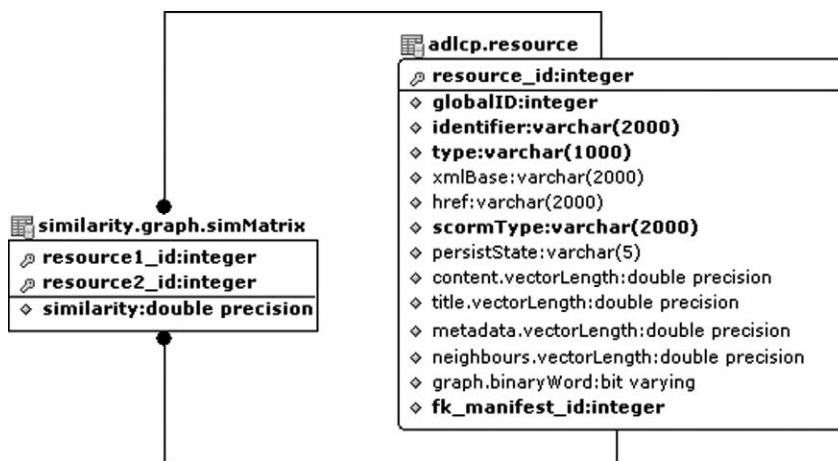 adlcp.resource
resource_id:integer
globalID:integer
identifier:varchar(2000)
type:varchar(1000)
xmlBase:varchar(2000)
href:varchar(2000)
scormType:varchar(2000)
persistState:varchar(5)
content.vectorLength:double precision
title.vectorLength:double precision
metadata.vectorLength:double precision
neighbours.vectorLength:double precision
graph.binaryWord:bit varying
fk_manifest_id:integer
similarity.graph.simMatrix
resource1_id:integer
resource2_id:integer
similarity:double precision